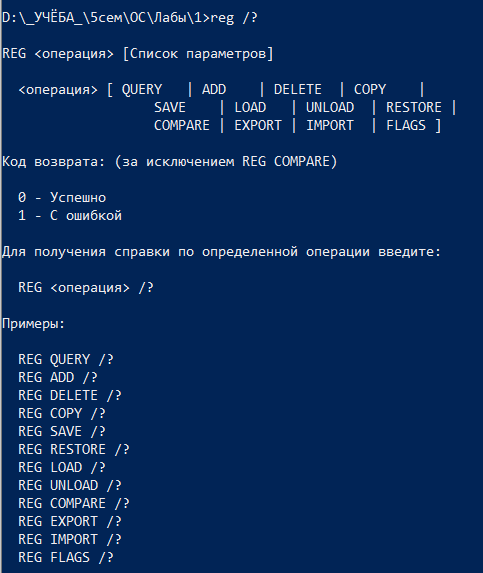 D:\_УЧЁБА_\5сем\ОС\Лабы\1>reg /?
REG <операция> [Список параметров]
<операция> [ QUERY | ADD | DELETE | COPY |
SAVE | LOAD | UNLOAD | RESTORE |
COMPARE | EXPORT | IMPORT | FLAGS ]
Код возврата: (за исключением REG COMPARE)
0 - Успешно
1 - С ошибкой
Для получения справки по определенной операции введите:
REG <операция> /?
Примеры:
REG QUERY /?
REG ADD /?
REG DELETE /?
REG COPY /?
REG SAVE /?
REG RESTORE /?
REG LOAD /?
REG UNLOAD /?
REG COMPARE /?
REG EXPORT /?
REG IMPORT /?
REG FLAGS /?